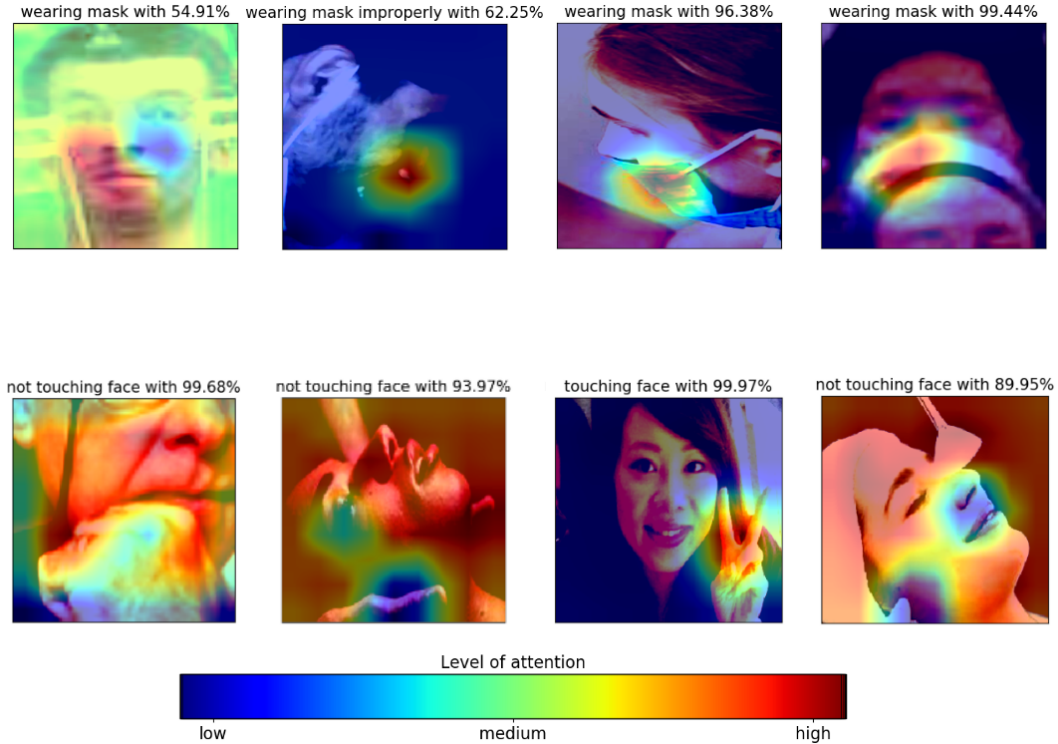 wearing mask with 54.91%
wearing mask improperly with 62.25%
wearing mask with 96.38%
wearing mask with 99.44%
not touching face with 99.68%
not touching face with 93.97%
touching face with 99.97%
not touching face with 89.95%
Level of attention
low
medium
high